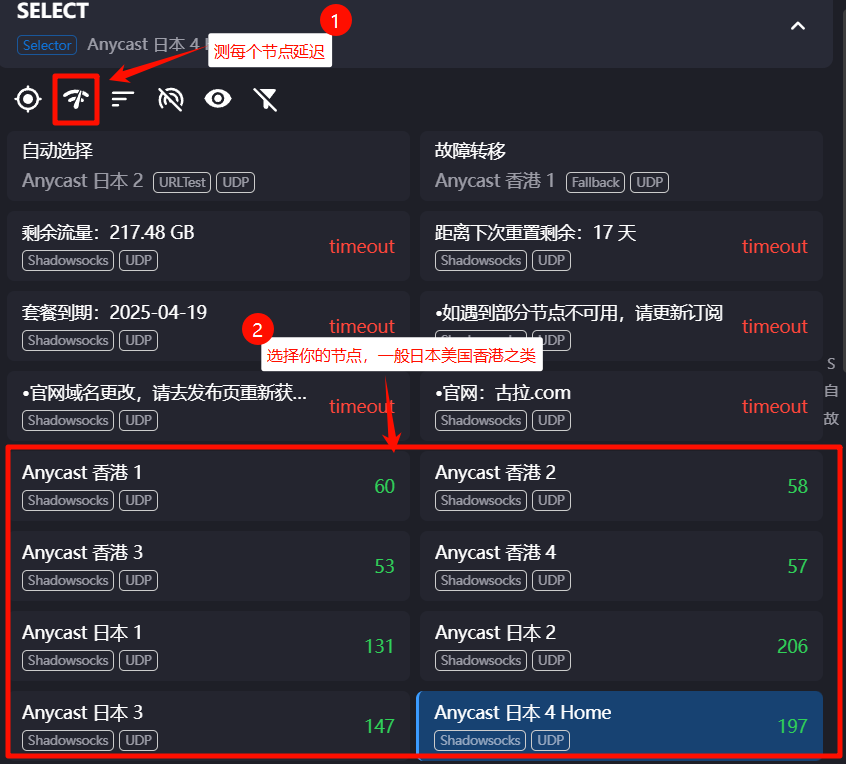 SELECT
1
Selector Anycast 日本 4
测每个节点延迟
自动选择
Anycast 日本 2 URLTest UDP
故障转移
Anycast 香港 1 Fallback UDP
剩余流量：217.48 GB
Shadowsocks UDP
timeout
距离下次重置剩余：17 天
Shadowsocks UDP
timeout
套餐到期：2025-04-19
Shadowsocks UDP
timeout
•如遇到部分节点不可用，请更新订阅
UDP
timeout
2
选择你的节点，一般日本美国香港之类
•官网域名更改，请去发布页重新获...
Shadowsocks UDP
timeout
•官网：古拉.com
Shadowsocks UDP
timeout
S
自
故
Anycast 香港 1
Shadowsocks UDP
60
Anycast 香港 2
Shadowsocks UDP
58
Anycast 香港 3
Shadowsocks UDP
53
Anycast 香港 4
Shadowsocks UDP
57
Anycast 日本 1
Shadowsocks UDP
131
Anycast 日本 2
Shadowsocks UDP
206
Anycast 日本 3
Shadowsocks UDP
147
Anycast 日本 4 Home
Shadowsocks UDP
197